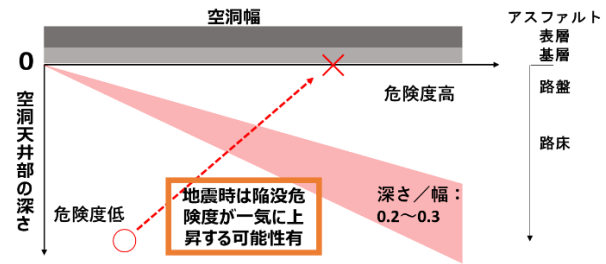 空洞幅
アスファルト
表層
基層
0
路盤
危険度高
空洞天井部の深さ
路床
地震時は陥没危
険度が一気に上
昇する可能性有
深さ／幅：
0.2～0.3
危険度低